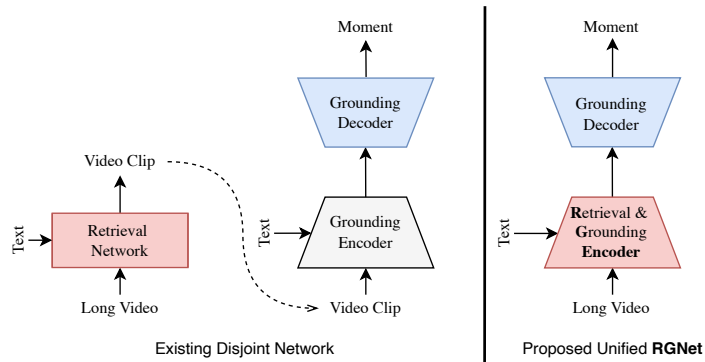 Moment
Grounding
Decoder
Video Clip
Text
Retrieval
Network
Long Video
Text
Grounding
Encoder
Video Clip
Existing Disjoint Network
Moment
Grounding
Decoder
Text
Retrieval &
Grounding
Encoder
Long Video
Proposed Unified RGNet